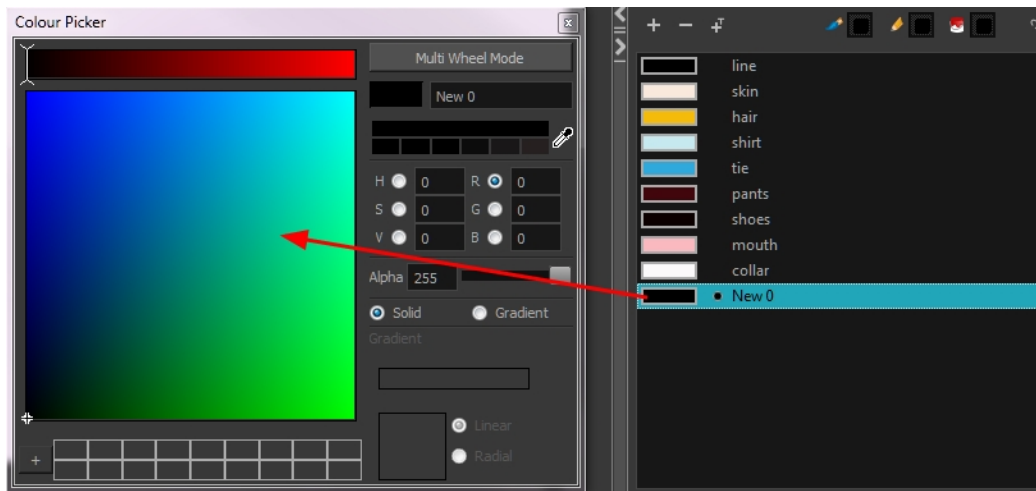 Colour Picker
x
Multi Wheel Mode
New 0
H 0 R 0
S 0 G 0
V 0 B 0
Alpha 255
Solid Gradient
Gradient
Linear
Radial
+
+ − +T
line
skin
hair
shirt
tie
pants
shoes
mouth
collar
New 0